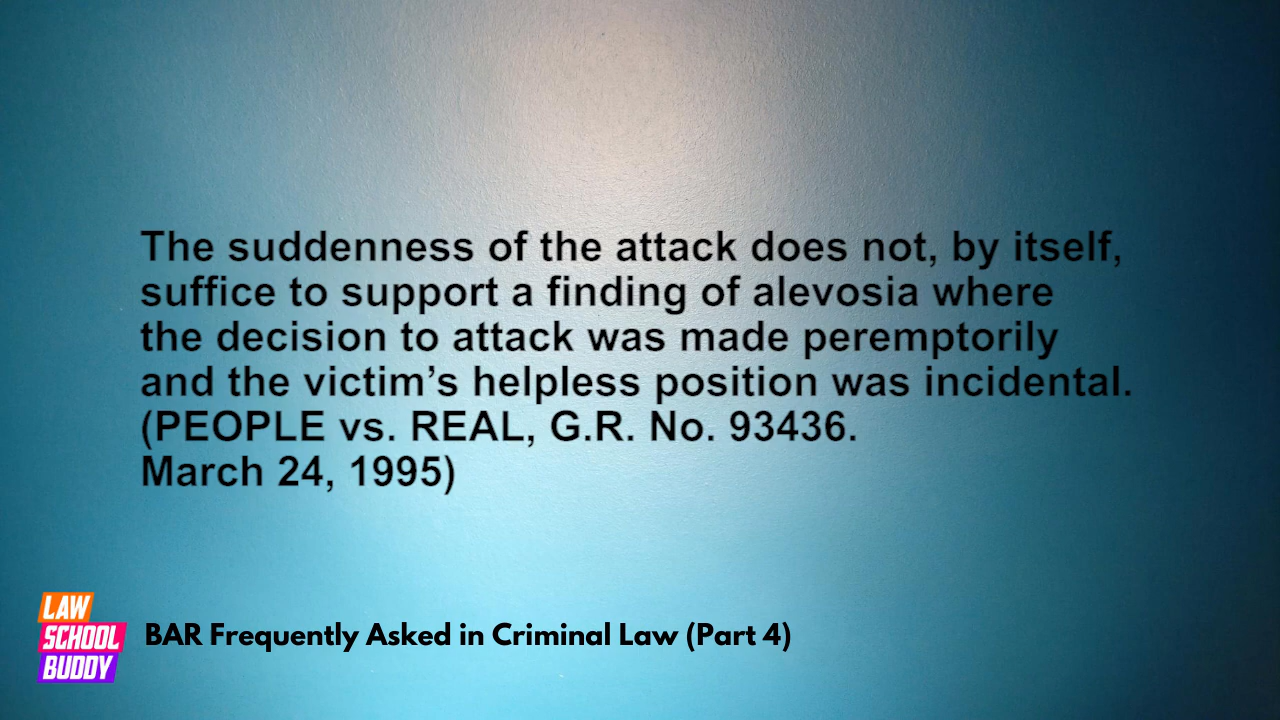 The suddenness of the attack does not, by itself,
suffice to support a finding of alevosia where
the decision to attack was made peremptorily
and the victim’s helpless position was incidental.
(PEOPLE vs. REAL, G.R. No. 93436.
March 24, 1995)
LAW
SCHOOL
BUDDY
BAR Frequently Asked in Criminal Law (Part 4)